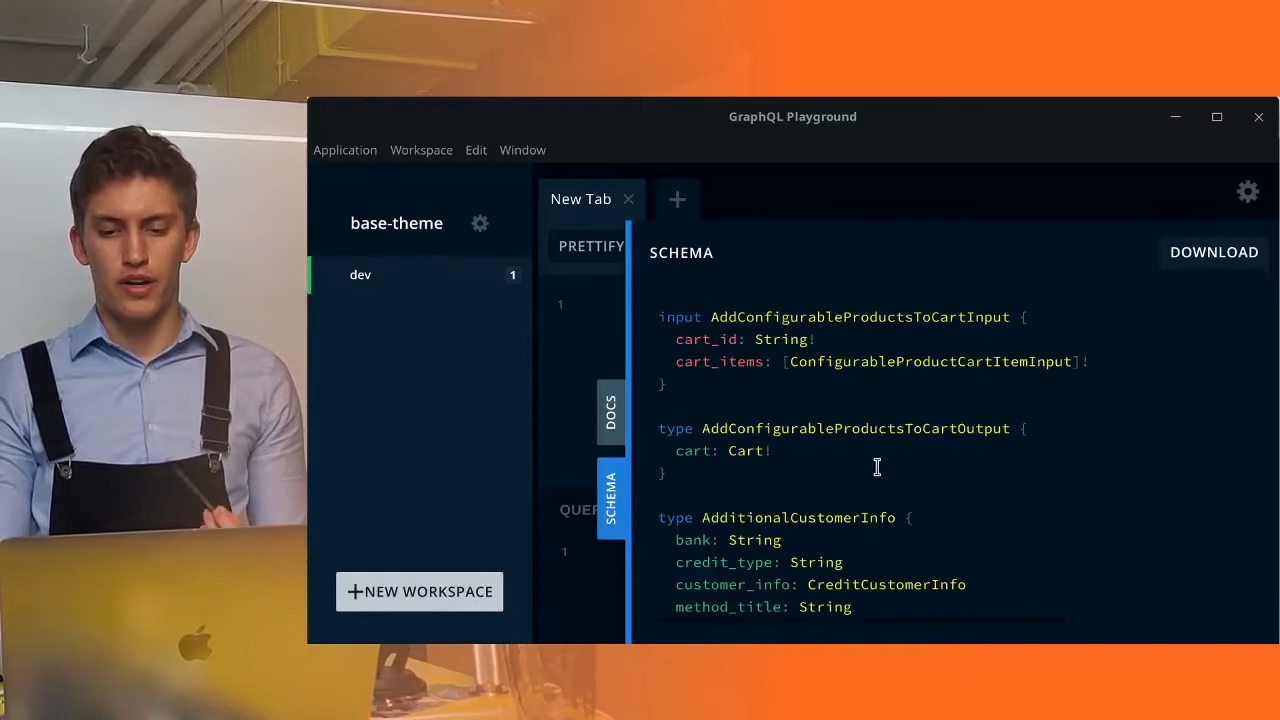 GraphQL Playground
Application Workspace Edit Window
New Tab
base-theme
PRETTIFY
SCHEMA
DOWNLOAD
dev
1
1
input AddConfigurableProductsToCartInput {
cart_id: String!
cart_items: [ConfigurableProductCartItemInput]!
}
DOCS
type AddConfigurableProductsToCartOutput {
cart: Cart!
}
SCHEMA
QUER
1
type AdditionalCustomerInfo {
bank: String
credit_type: String
customer_info: CreditCustomerInfo
method_title: String
+NEW WORKSPACE